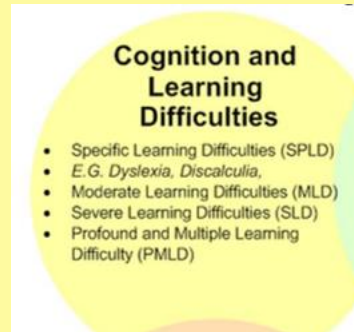 Cognition and
Learning
Difficulties
• Specific Learning Difficulties (SPLD)
• E.G. Dyslexia, Discalculia,
• Moderate Learning Difficulties (MLD)
• Severe Learning Difficulties (SLD)
• Profound and Multiple Learning
Difficulty (PMLD)